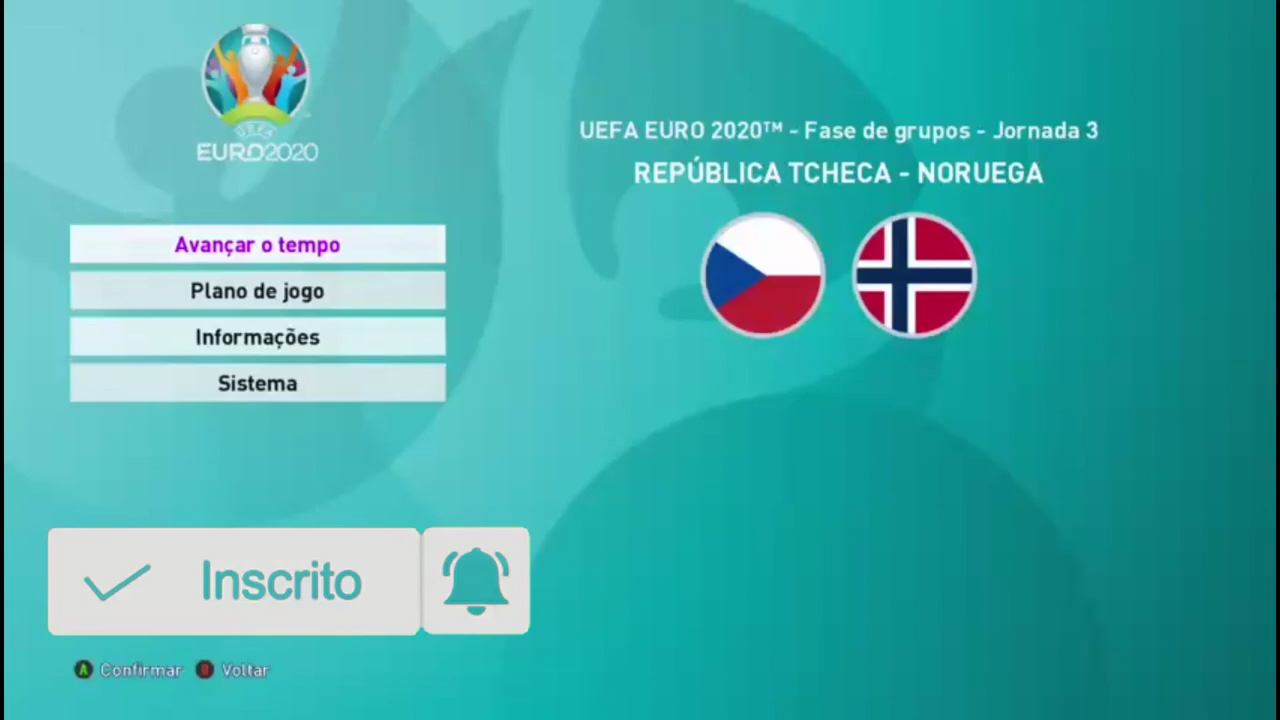 UEFA
EURO2020
UEFA EURO 2020™ - Fase de grupos - Jornada 3
REPÚBLICA TCHECA - NORUEGA
Avançar o tempo
Plano de jogo
Informações
Sistema
Inscrito
A Confirmar B Voltar